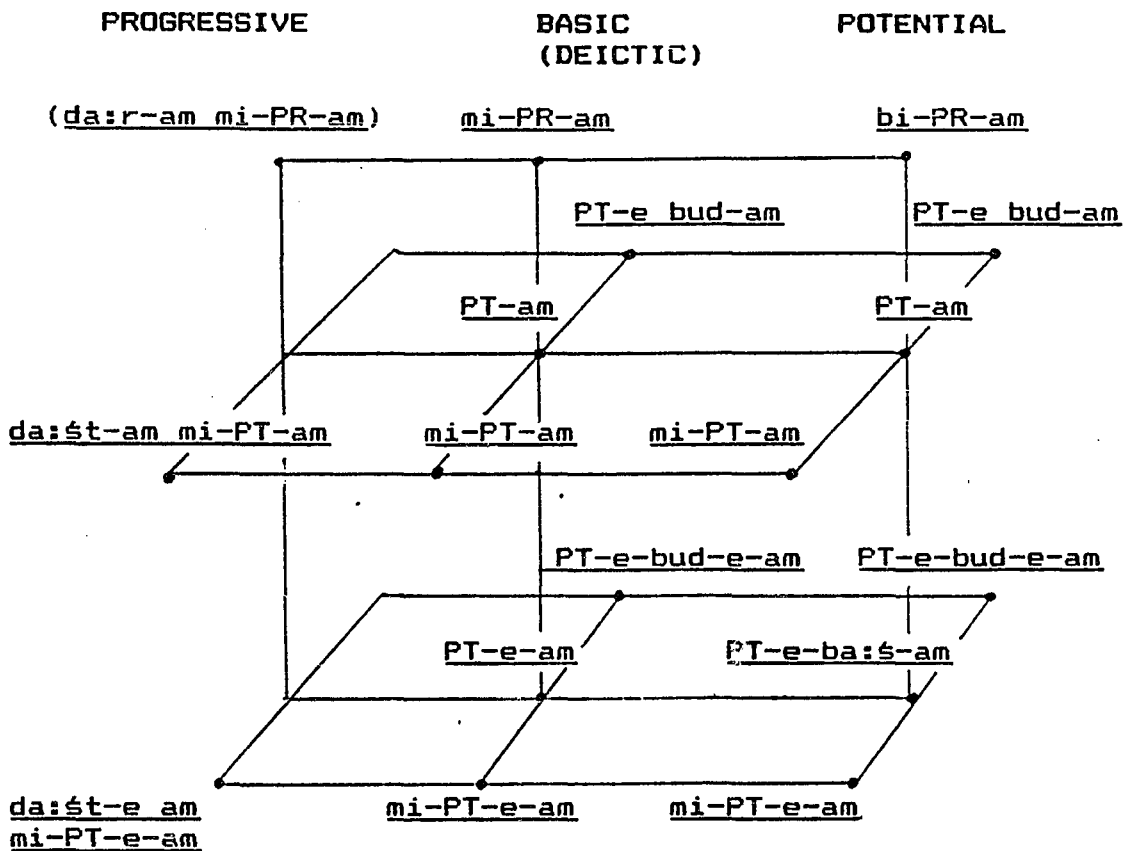 PROGRESSIVE BASIC POTENTIAL
(DEICTIC)
(da:r-am mi-PR-am) mi-PR-am bi-PR-am
PT-e bud-am PT-e bud-am
PT-am PT-am
da:śt-am mi-PT-am mi-PT-am mi-PT-am
PT-e-bud-e-am PT-e-bud-e-am
PT-e-am PT-e-ba:ś-am
da:śt-e am mi-PT-e-am mi-PT-e-am
mi-PT-e-am